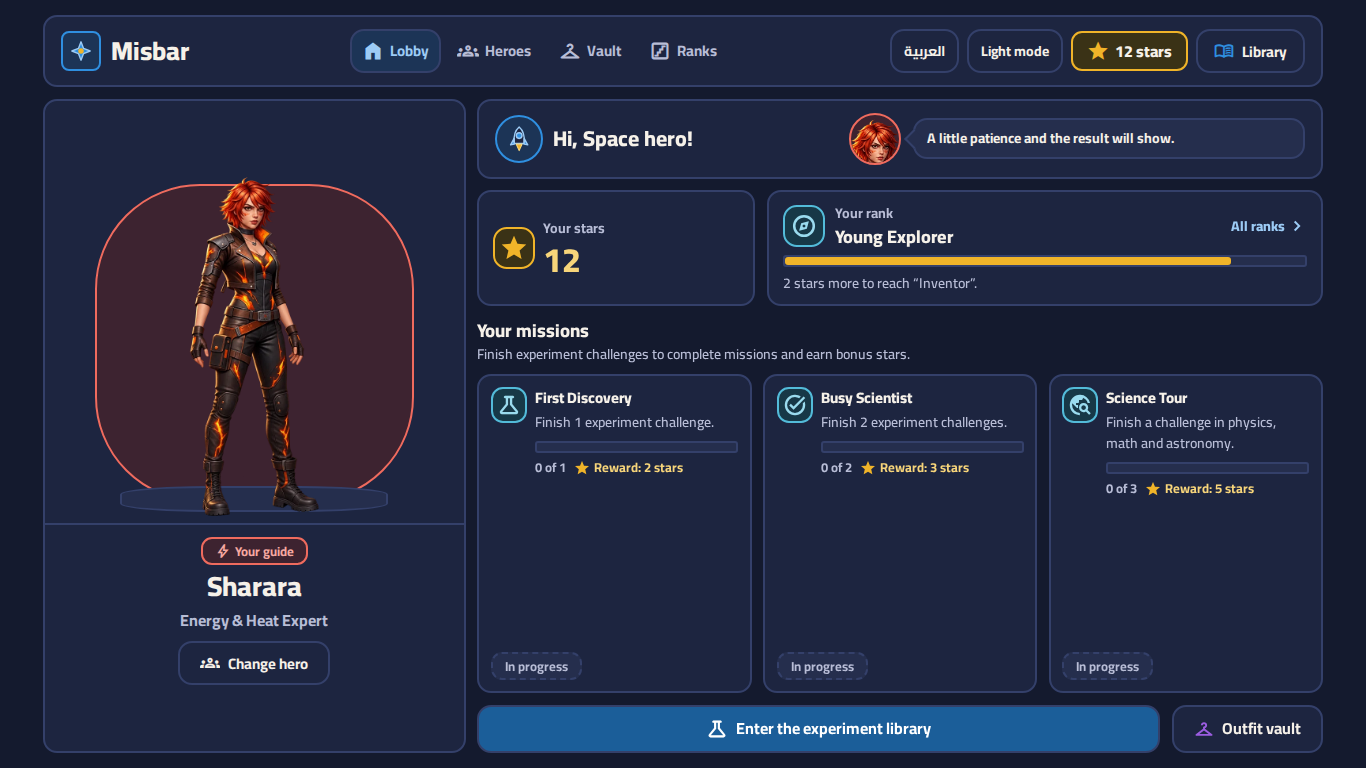 Misbar
Lobby
Heroes
Vault
Ranks
العربية
Light mode
12 stars
Library
Hi, Space hero!
A little patience and the result will show.
Your stars
12
Your rank
Young Explorer
All ranks
2 stars more to reach “Inventor”.
Your missions
Finish experiment challenges to complete missions and earn bonus stars.
First Discovery
Finish 1 experiment challenge.
0 of 1 Reward: 2 stars
In progress
Busy Scientist
Finish 2 experiment challenges.
0 of 2 Reward: 3 stars
In progress
Science Tour
Finish a challenge in physics,
math and astronomy.
0 of 3 Reward: 5 stars
In progress
Your guide
Sharara
Energy & Heat Expert
Change hero
Enter the experiment library
Outfit vault